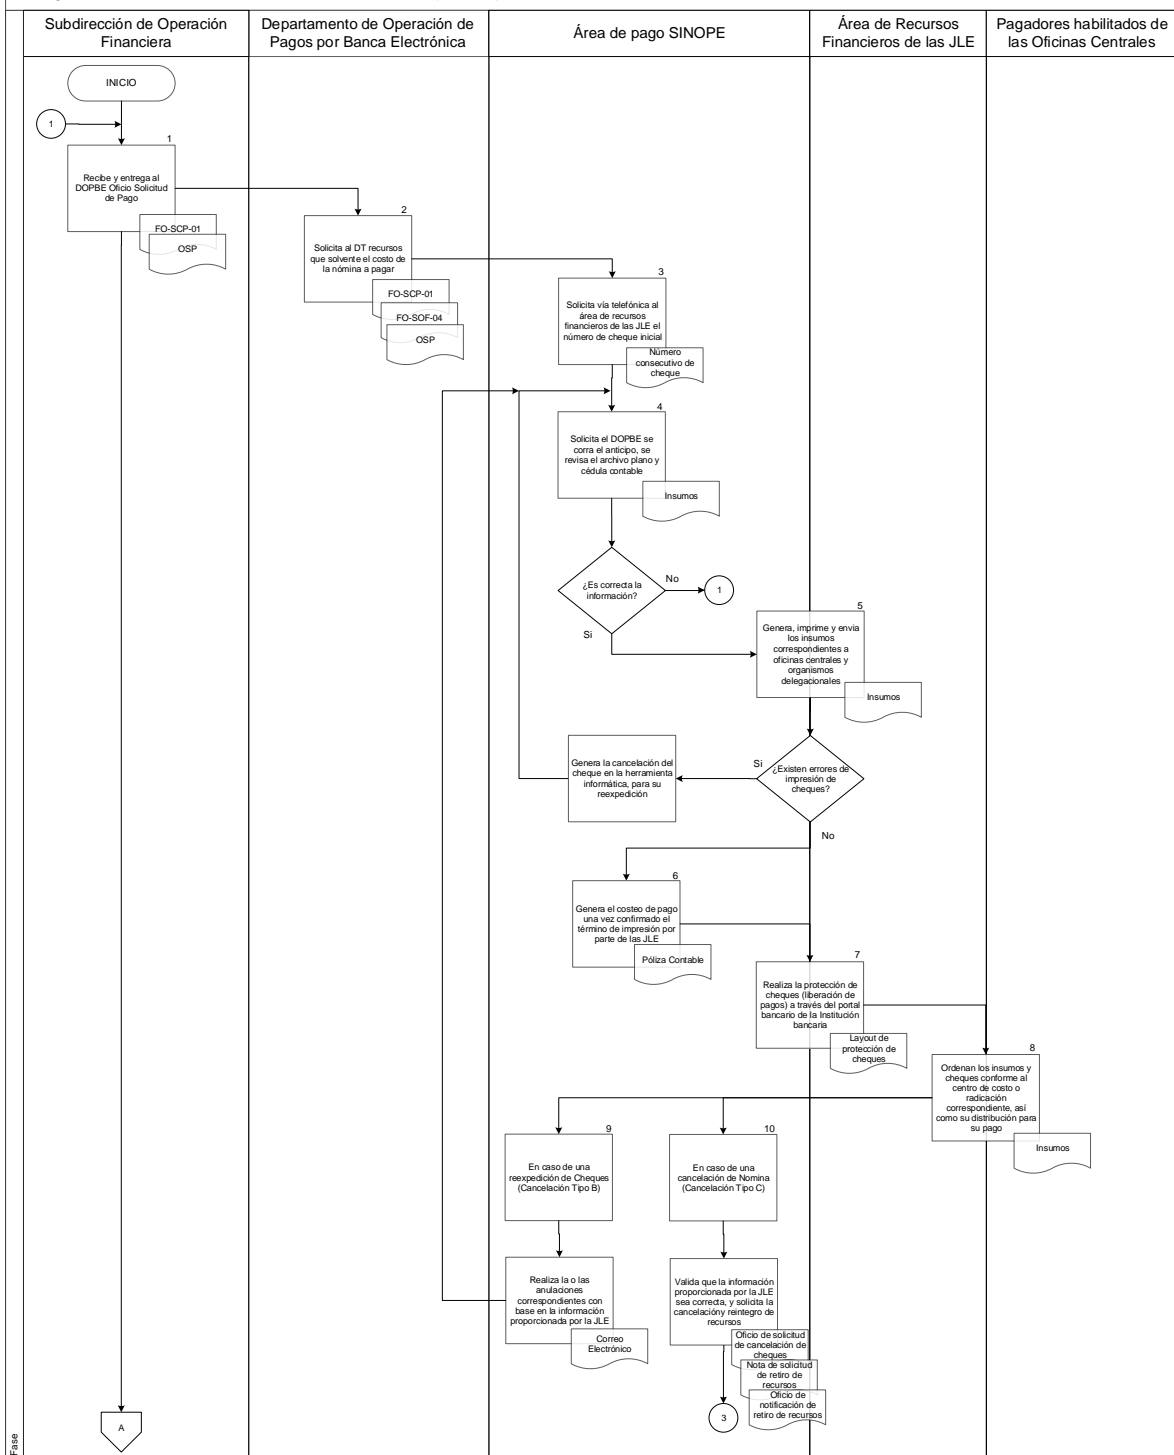 Subdirección de Operación
Financiera
Departamento de Operación de
Pagos por Banca Electrónica
Área de pago SINOPE
Área de Recursos
Financieros de las JLE
Pagadores habilitados de
las Oficinas Centrales
INICIO
1
1
Recibe y entrega al
DOPBE Oficio Solicitud
de Pago
FO-SCP-01
OSP
2
Solicita al DT recursos
que solvente el costo de
la nómina a pagar
FO-SCP-01
FO-SOF-04
OSP
3
Solicita vía telefónica al
área de recursos
financieros de las JLE el
número de cheque inicial
Número
consecutivo de
cheque
4
Solicita el DOPBE se
corra el anticipo, se
revisa el archivo plano y
cédula contable
Insumos
¿Es correcta la
información?
No
1
Si
5
Genera, imprime y envia
los insumos
correspondientes a
oficinas centrales y
organismos
delegacionales
Insumos
¿Existen errores de
impresión de
cheques?
Si
Genera la cancelación del
cheque en la herramienta
informática, para su
reexpedición
No
6
Genera el costeo de pago
una vez confirmado el
término de impresión por
parte de las JLE
Póliza Contable
7
Realiza la protección de
cheques (liberación de
pagos) a través del portal
bancario de la Institución
bancaria
Layout de
protección de
cheques
8
Ordenan los insumos y
cheques conforme al
centro de costo o
radicación
correspondiente, así
como su distribución para
su pago
Insumos
9
En caso de una
reexpedición de Cheques
(Cancelación Tipo B)
10
En caso de una
cancelación de Nomina
(Cancelación Tipo C)
Realiza la o las
anulaciones
correspondientes con
base en la información
proporcionada por la JLE
Correo
Electrónico
Valida que la información
proporcionada por la JLE
sea correcta, y solicita la
cancelacióny reintegro de
recursos
Oficio de solicitud
de cancelación de
cheques
Nota de solicitud
de retiro de
recursos
Oficio de
notificación de
retiro de recursos
3
A
Fase